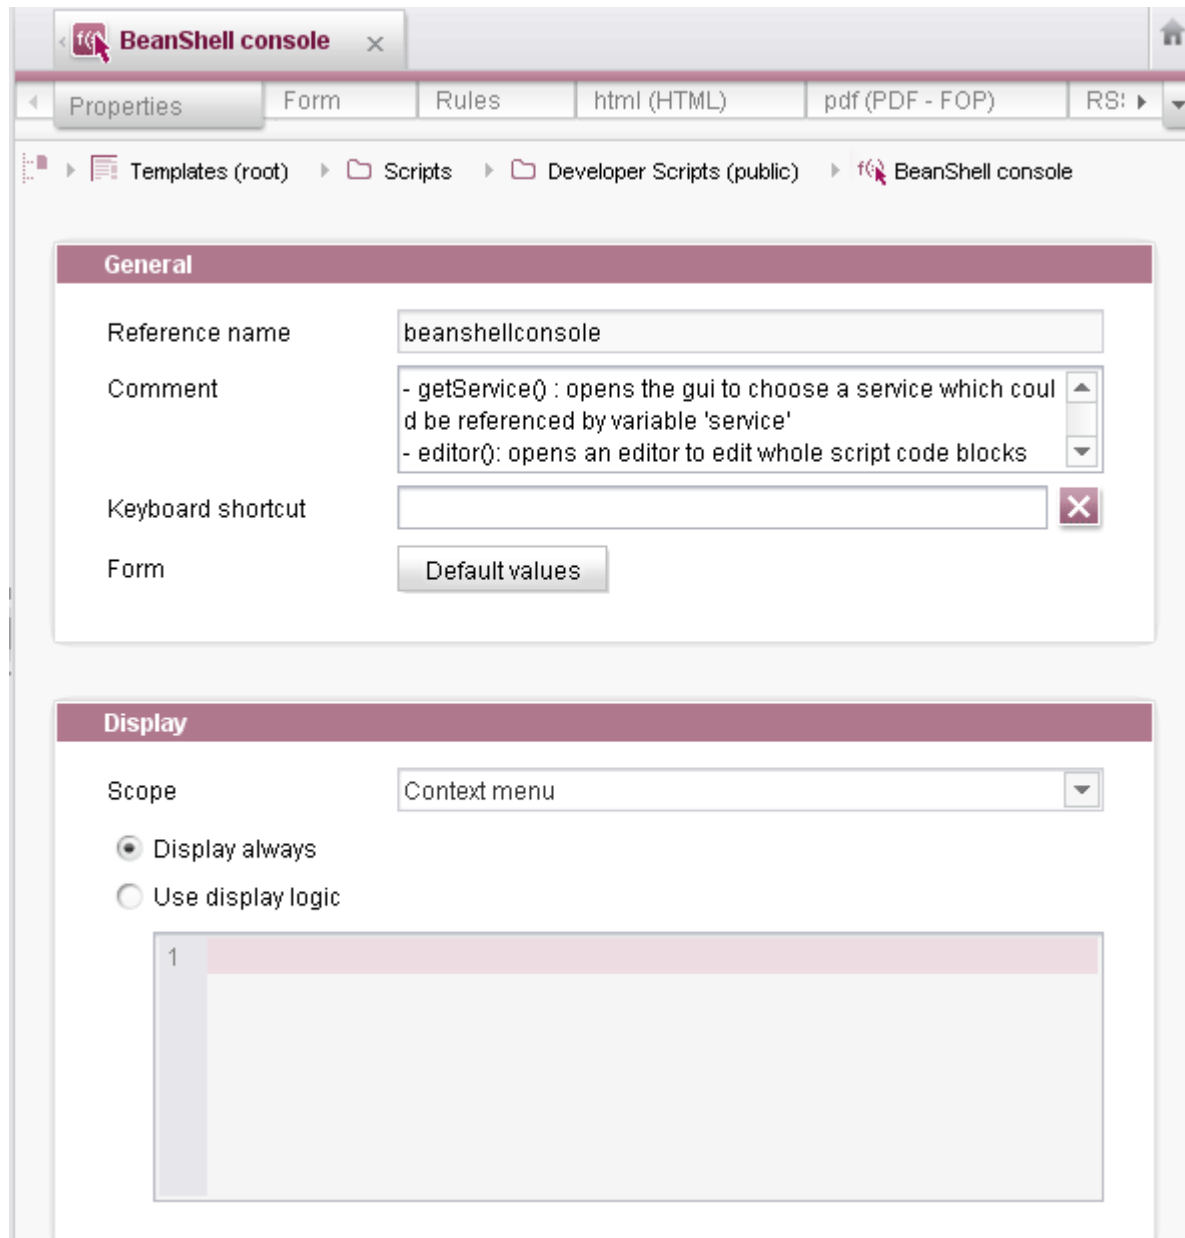 BeanShell console
Properties Form Rules html (HTML) pdf (PDF - FOP) RS
Templates (root) Scripts Developer Scripts (public) BeanShell console
General
Reference name beanshellconsole
Comment - getService() : opens the gui to choose a service which coul
d be referenced by variable 'service'
- editor(): opens an editor to edit whole script code blocks
Keyboard shortcut
Form Default values
Display
Scope Context menu
Display always
Use display logic
1